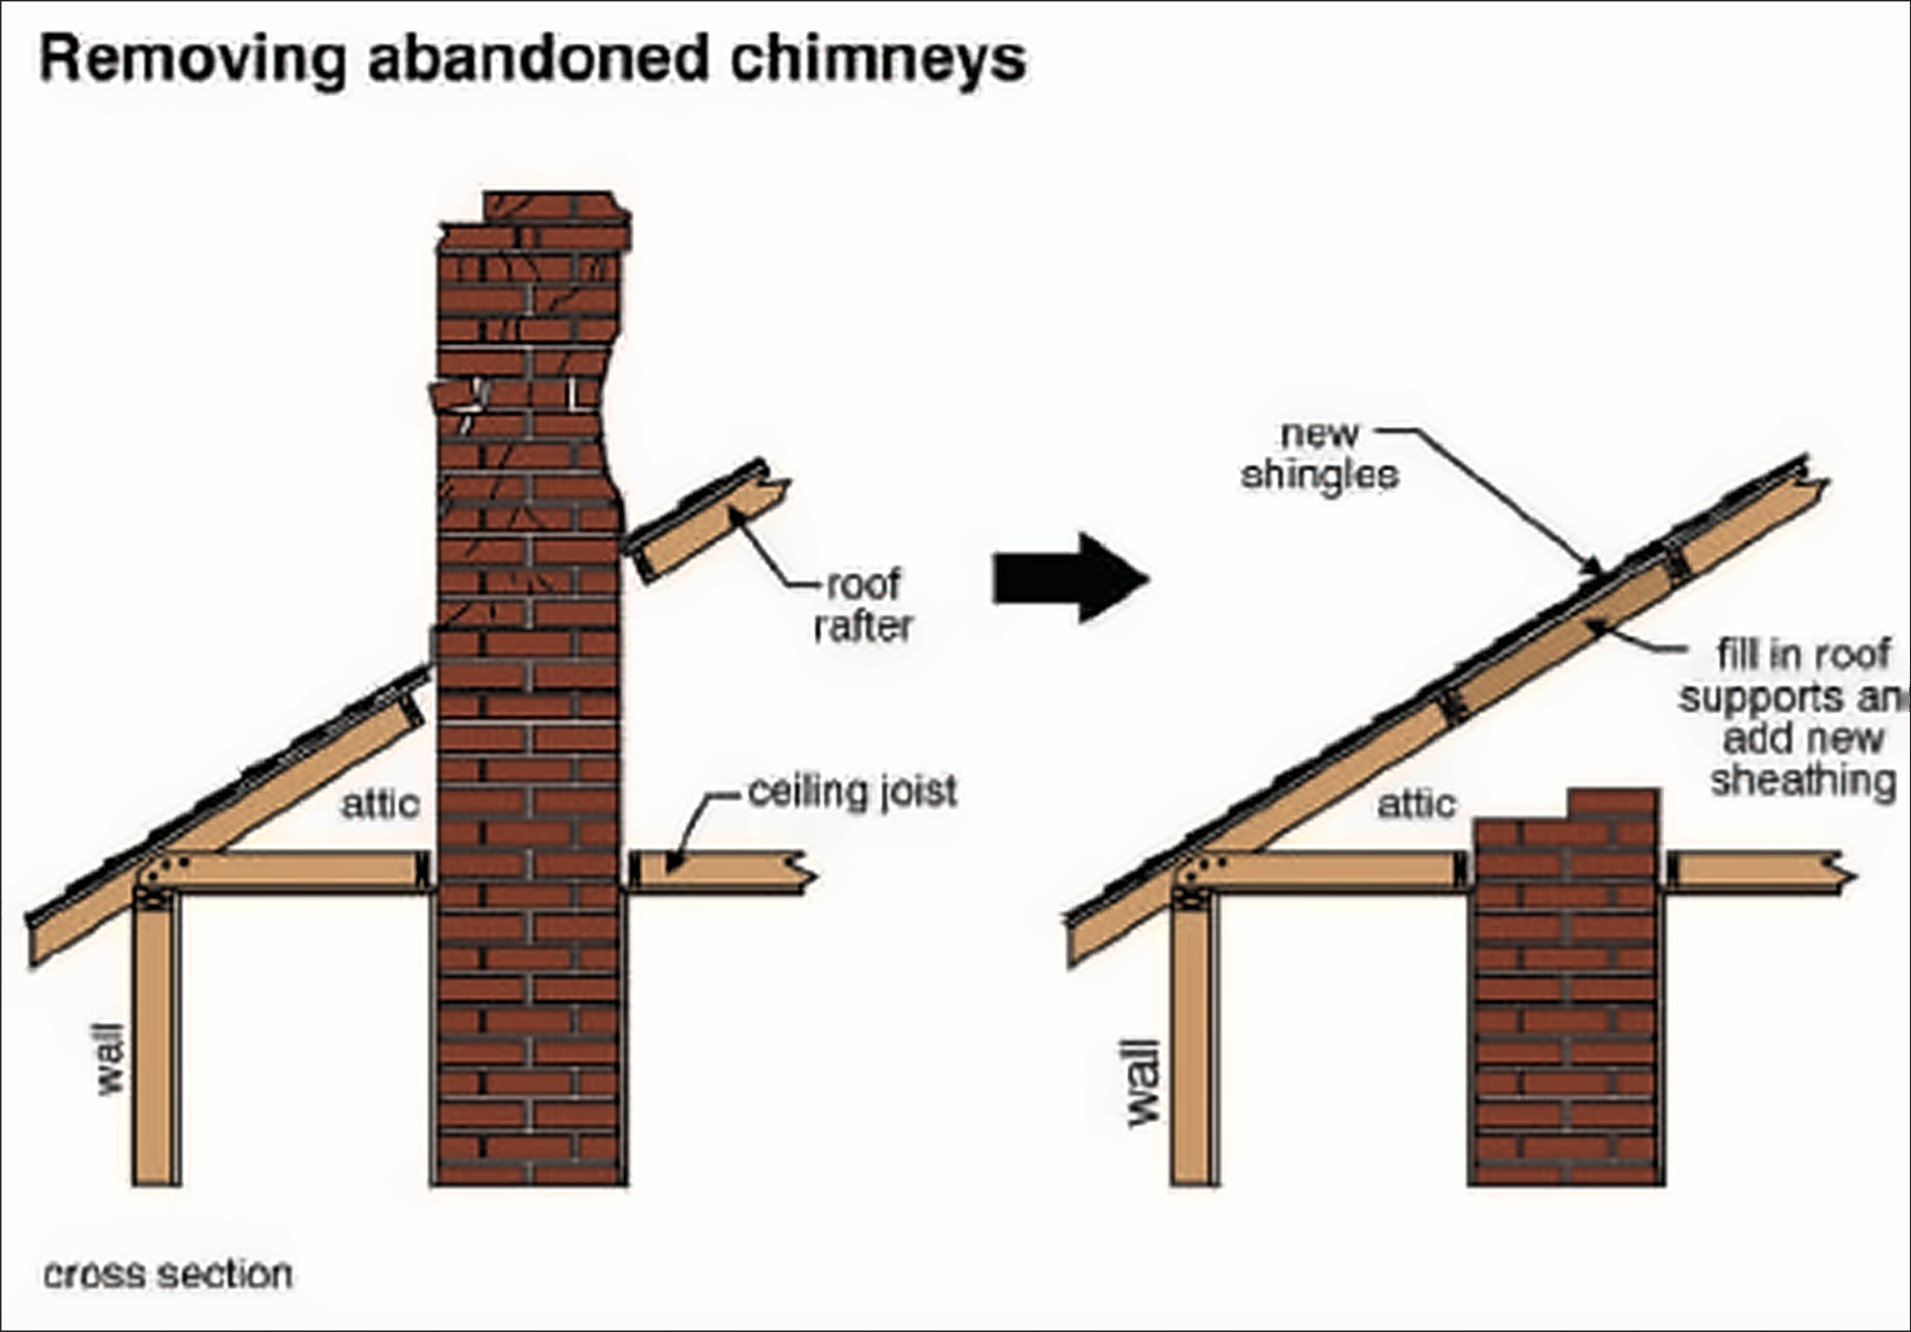 Removing abandoned chimneys
roof
rafter
attic
ceiling joist
wall
new
shingles
fill in roof
supports an
add new
sheathing
attic
wall
cross section